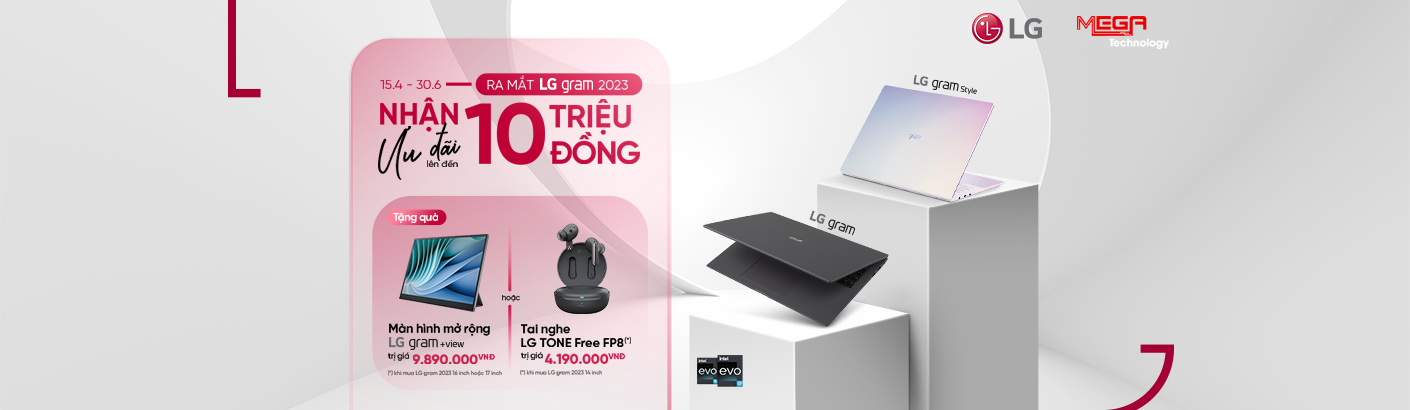 LG
MEGA
Technology
15.4 - 30.6
RA MẮT LG gram 2023
NHẬN
Ưu đãi
lên đến
10
TRIỆU
ĐỒNG
Tặng quà
Màn hình mở rộng
LG gram +view
trị giá 9.890.000VNĐ
(*) khi mua LG gram 2023 16 inch hoặc 17 inch
hoặc
Tai nghe
LG TONE Free FP8(*)
trị giá 4.190.000VNĐ
(*) khi mua LG gram 2023 14 inch
LG gram Style
gram
LG gram
intel
evo
intel
evo